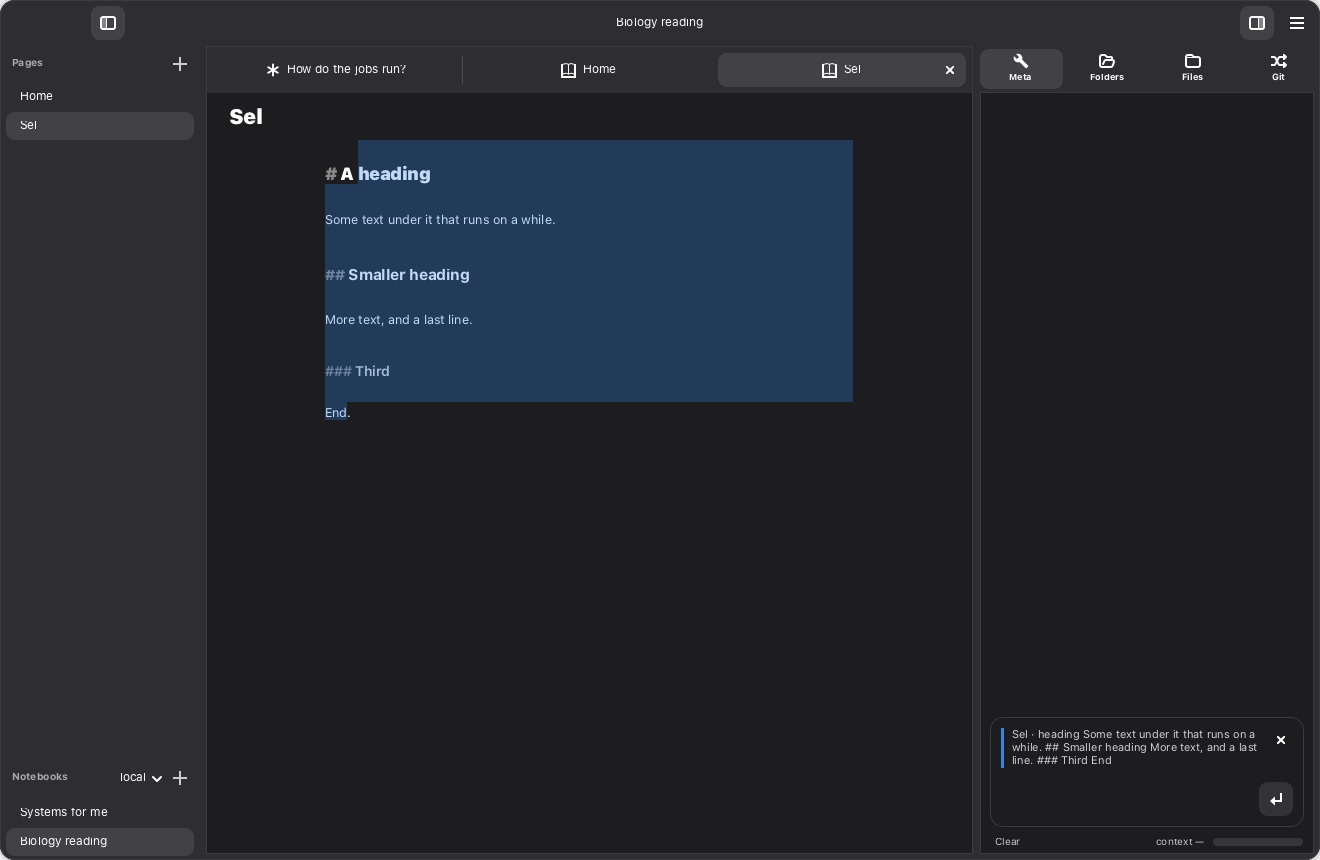 Biology reading
Pages
Home
Sel
How do the jobs run?
Home
Sel
Meta
Folders
Files
Git
Sel
# A heading
Some text under it that runs on a while.
## Smaller heading
More text, and a last line.
### Third
End.
Sel · heading Some text under it that runs on a
while. ## Smaller heading More text, and a last
line. ### Third End
Clear
context —
Notebooks
local
Systems for me
Biology reading